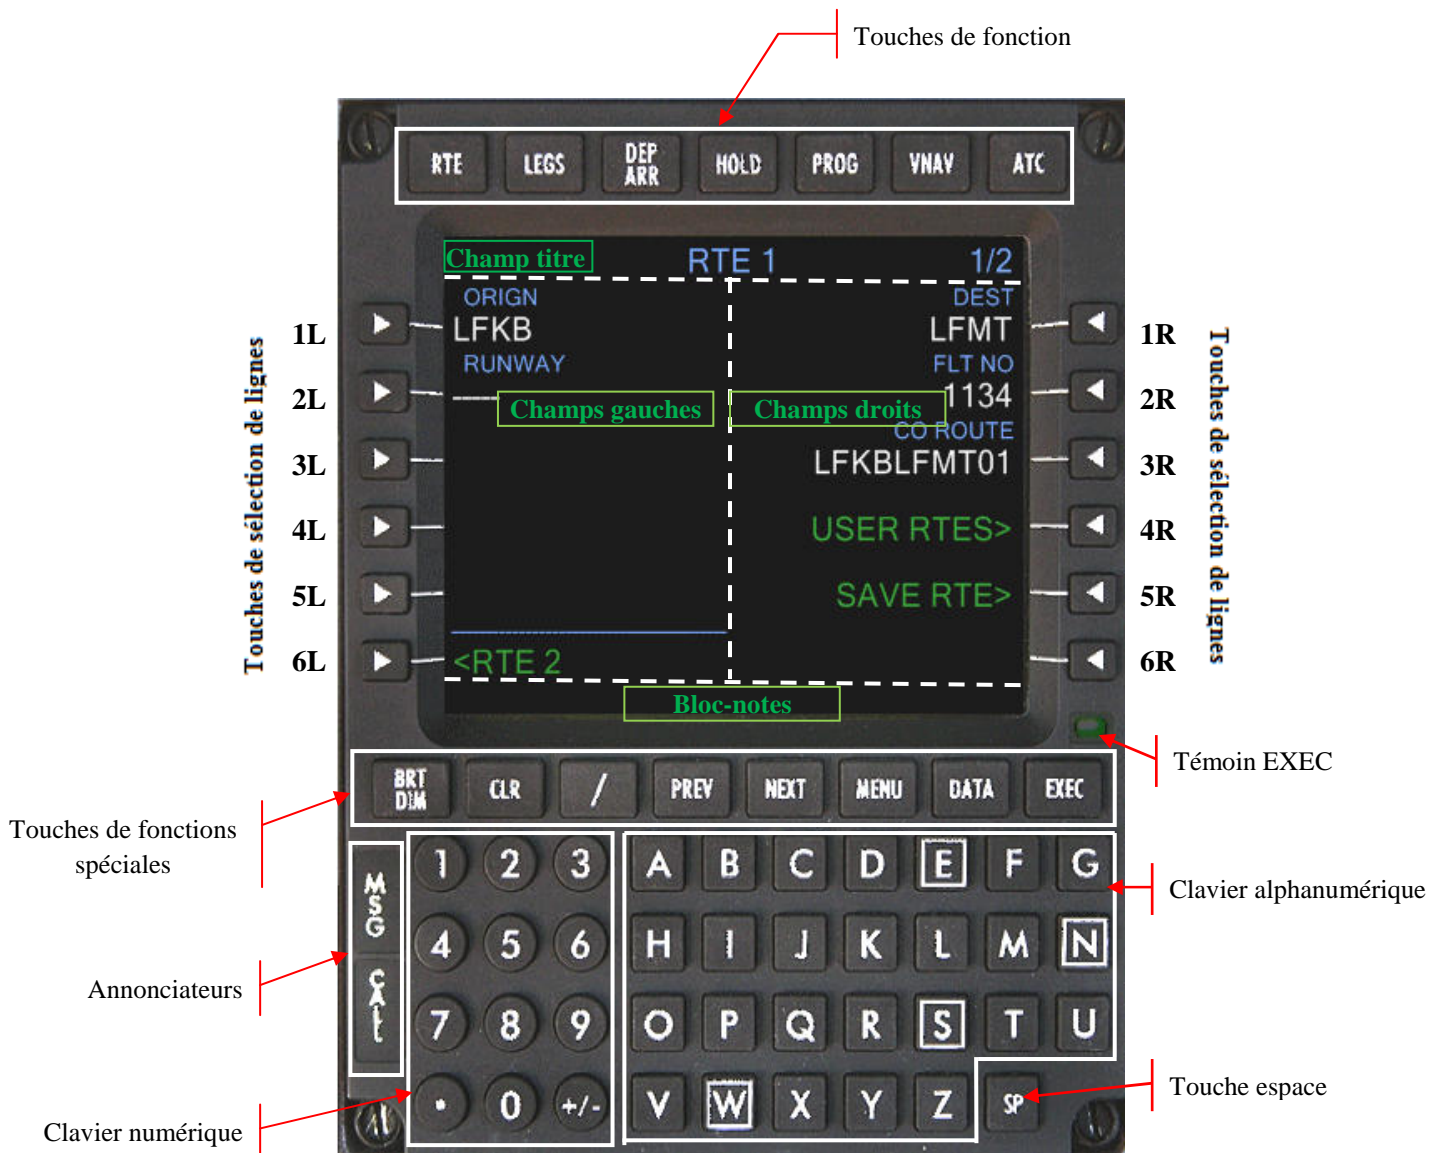 Touches de fonction
RTE LEGS DEP ARR HOLD PROG VNAV ATC
Champ titre RTE 1 1/2
ORIGN DEST
1L LFKB LFMT 1R
RUNWAY FLT NO
2L ---- 1134 2R
Champs gauches Champs droits
CO ROUTE
3L LFKBLFMT01 3R
4L USER RTES> 4R
5L SAVE RTE> 5R
6L <RTE 2 6R
Touches de sélection de lignes
Touches de sélection de lignes
Bloc-notes
Témoin EXEC
BRT DIM CLR / PREV NEXT MENU DATA EXEC
Touches de fonctions
spéciales
1 2 3 A B C D E F G
MSG
Clavier alphanumérique
4 5 6 H I J K L M N
CALL
Annonciateurs
7 8 9 O P Q R S T U
. 0 +/- V W X Y Z SP
Touche espace
Clavier numérique